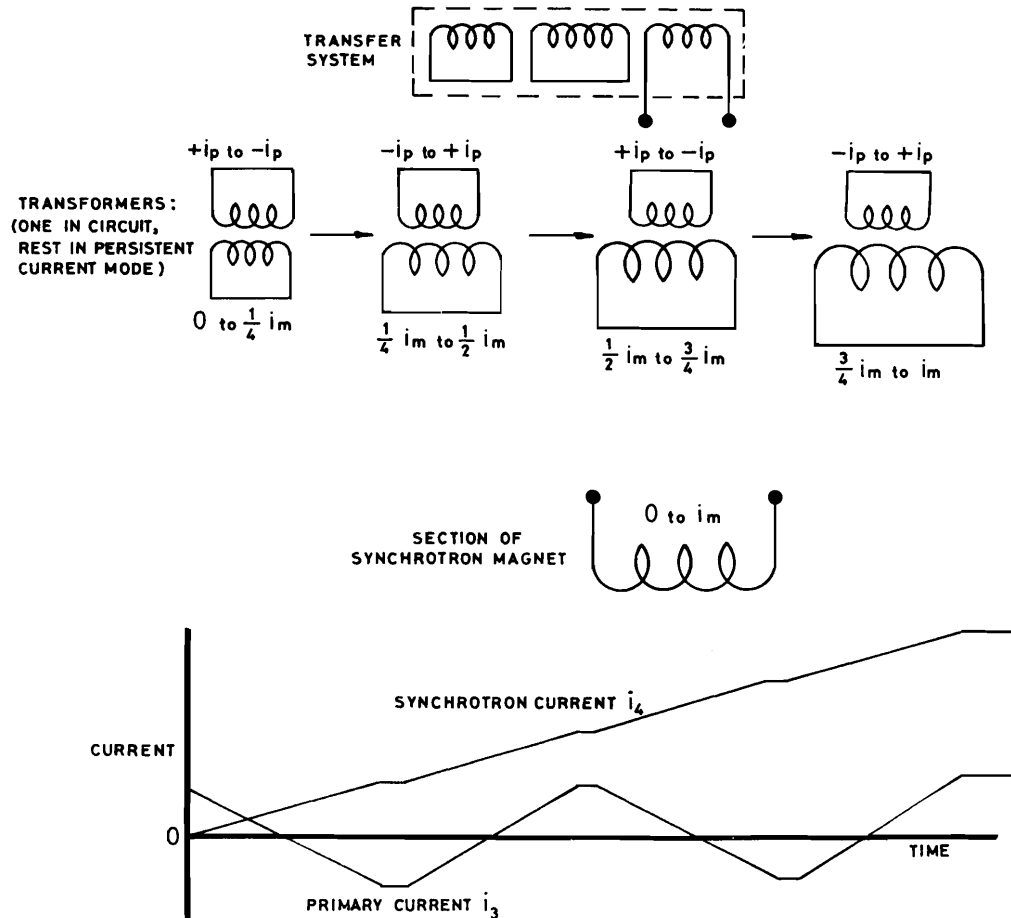 TRANSFER
SYSTEM
+ip to -ip
-ip to +ip
+ip to -ip
-ip to +ip
TRANSFORMERS:
(ONE IN CIRCUIT,
REST IN PERSISTENT
CURRENT MODE)
0 to 1/4 im
1/4 im to 1/2 im
1/2 im to 3/4 im
3/4 im to im
0 to im
SECTION OF
SYNCHROTRON MAGNET
SYNCHROTRON CURRENT i4
CURRENT
0
TIME
PRIMARY CURRENT i3